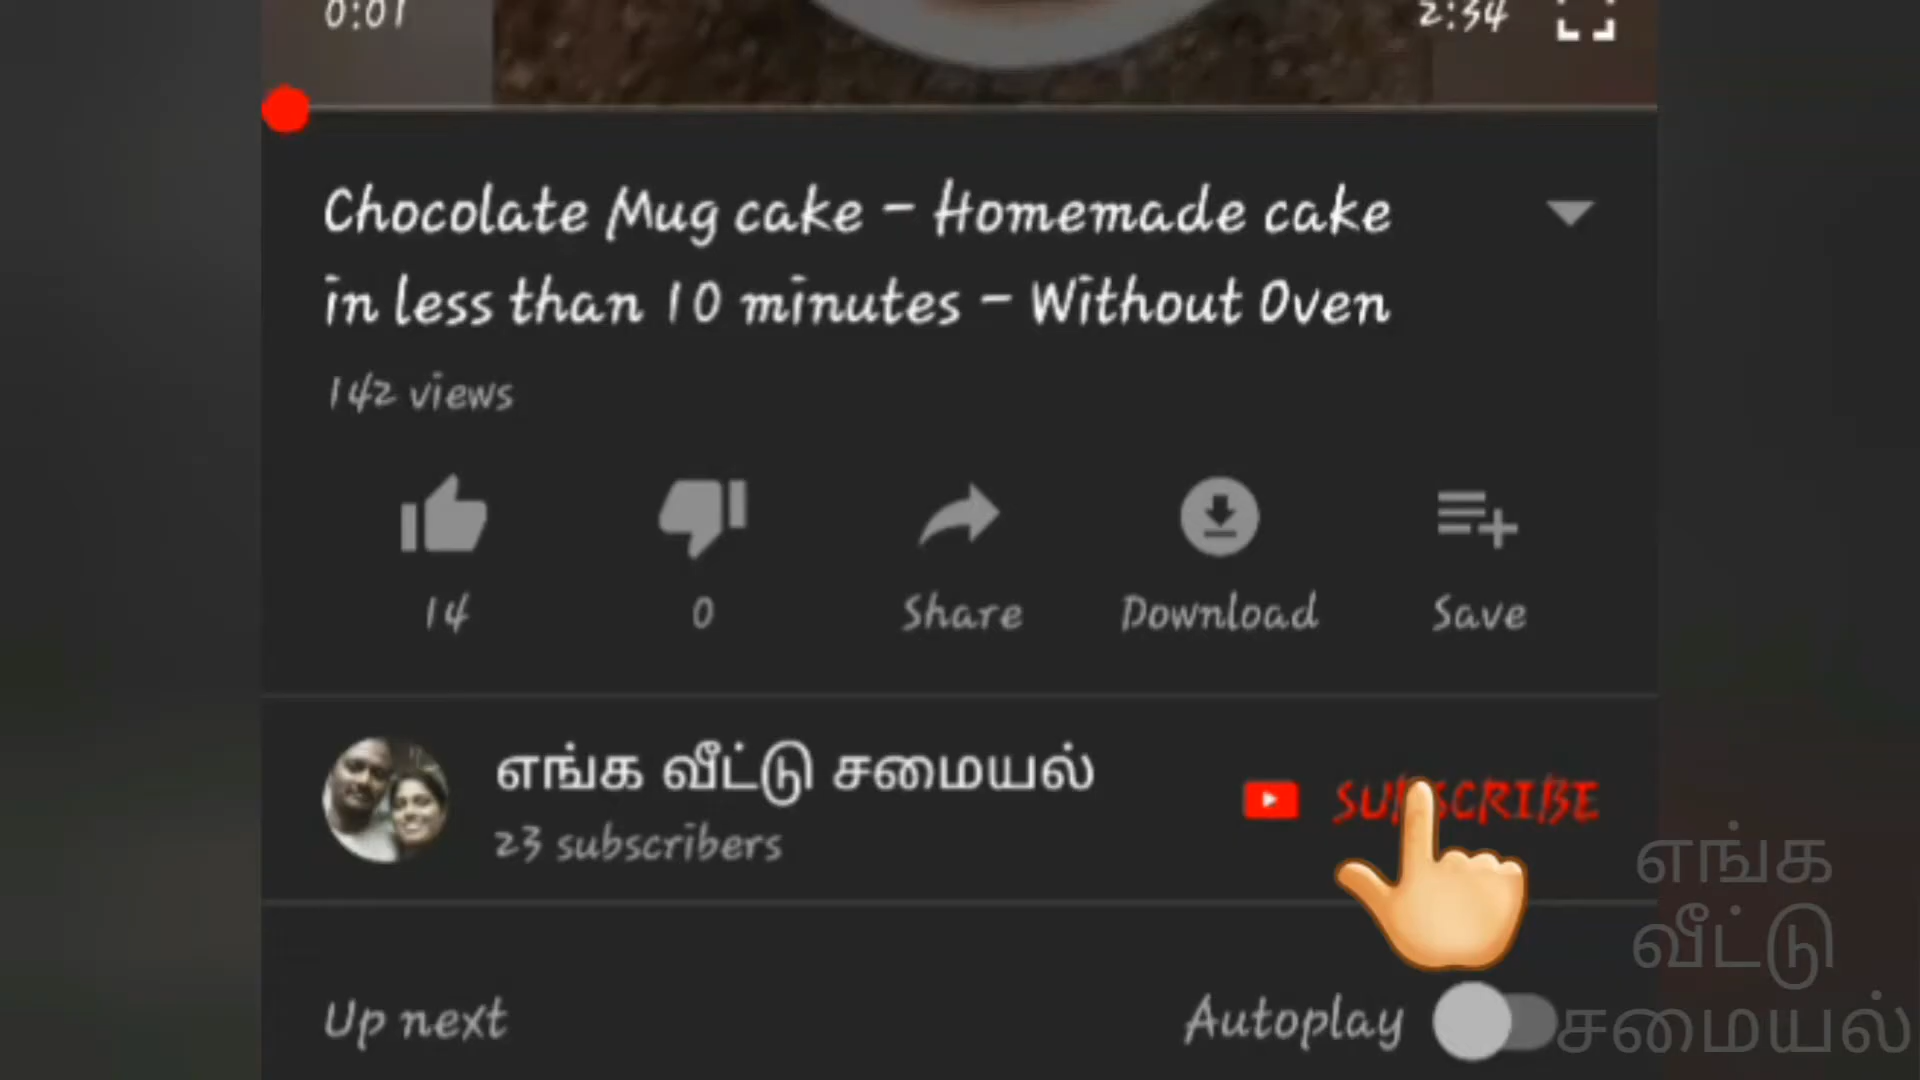 0:01
2:34
Chocolate Mug cake - Homemade cake
in less than 10 minutes - Without Oven
142 views
14
0
Share
Download
Save
எங்க வீட்டு சமையல்
SUBSCRIBE
23 subscribers
எங்க
வீட்டு
சமையல்
Up next
Autoplay